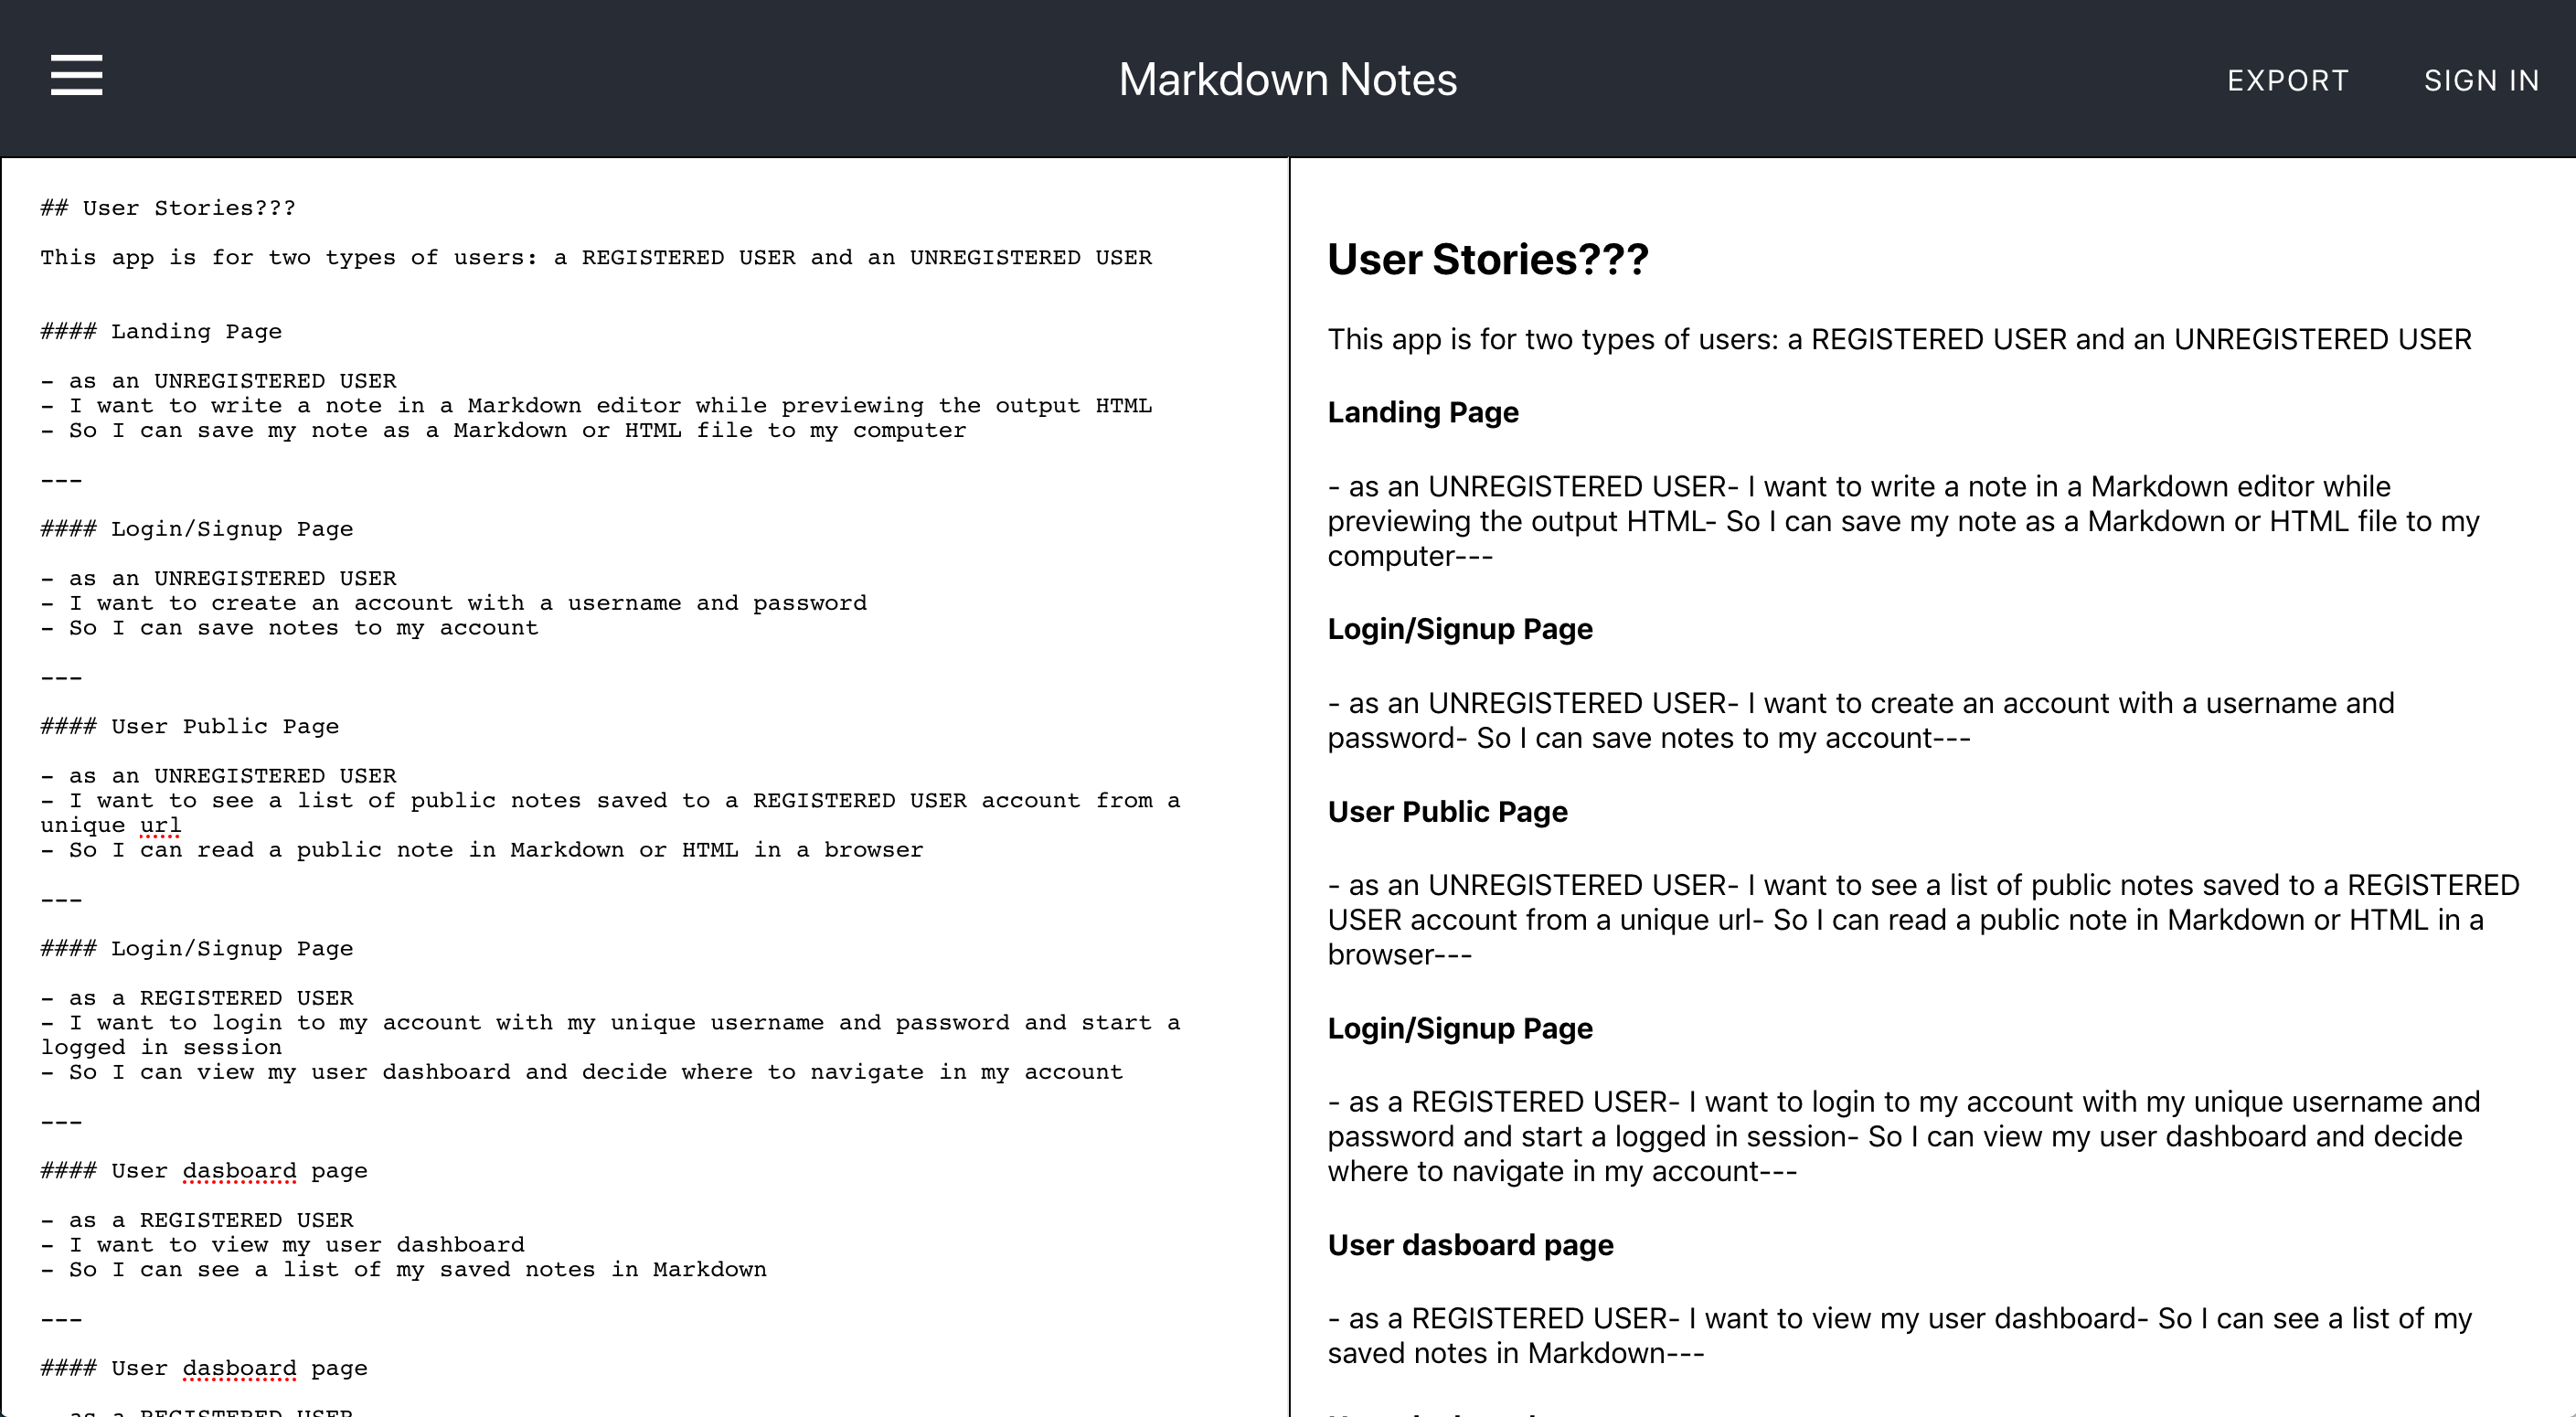 Markdown Notes
EXPORT
SIGN IN
## User Stories???
This app is for two types of users: a REGISTERED USER and an UNREGISTERED USER
#### Landing Page
- as an UNREGISTERED USER
- I want to write a note in a Markdown editor while previewing the output HTML
- So I can save my note as a Markdown or HTML file to my computer
---
#### Login/Signup Page
- as an UNREGISTERED USER
- I want to create an account with a username and password
- So I can save notes to my account
---
#### User Public Page
- as an UNREGISTERED USER
- I want to see a list of public notes saved to a REGISTERED USER account from a
unique url
- So I can read a public note in Markdown or HTML in a browser
---
#### Login/Signup Page
- as a REGISTERED USER
- I want to login to my account with my unique username and password and start a
logged in session
- So I can view my user dashboard and decide where to navigate in my account
---
#### User dasboard page
- as a REGISTERED USER
- I want to view my user dashboard
- So I can see a list of my saved notes in Markdown
---
#### User dasboard page
- as a REGISTERED USER
User Stories???
This app is for two types of users: a REGISTERED USER and an UNREGISTERED USER
Landing Page
- as an UNREGISTERED USER- I want to write a note in a Markdown editor while
previewing the output HTML- So I can save my note as a Markdown or HTML file to my
computer---
Login/Signup Page
- as an UNREGISTERED USER- I want to create an account with a username and
password- So I can save notes to my account---
User Public Page
- as an UNREGISTERED USER- I want to see a list of public notes saved to a REGISTERED
USER account from a unique url- So I can read a public note in Markdown or HTML in a
browser---
Login/Signup Page
- as a REGISTERED USER- I want to login to my account with my unique username and
password and start a logged in session- So I can view my user dashboard and decide
where to navigate in my account---
User dasboard page
- as a REGISTERED USER- I want to view my user dashboard- So I can see a list of my
saved notes in Markdown---